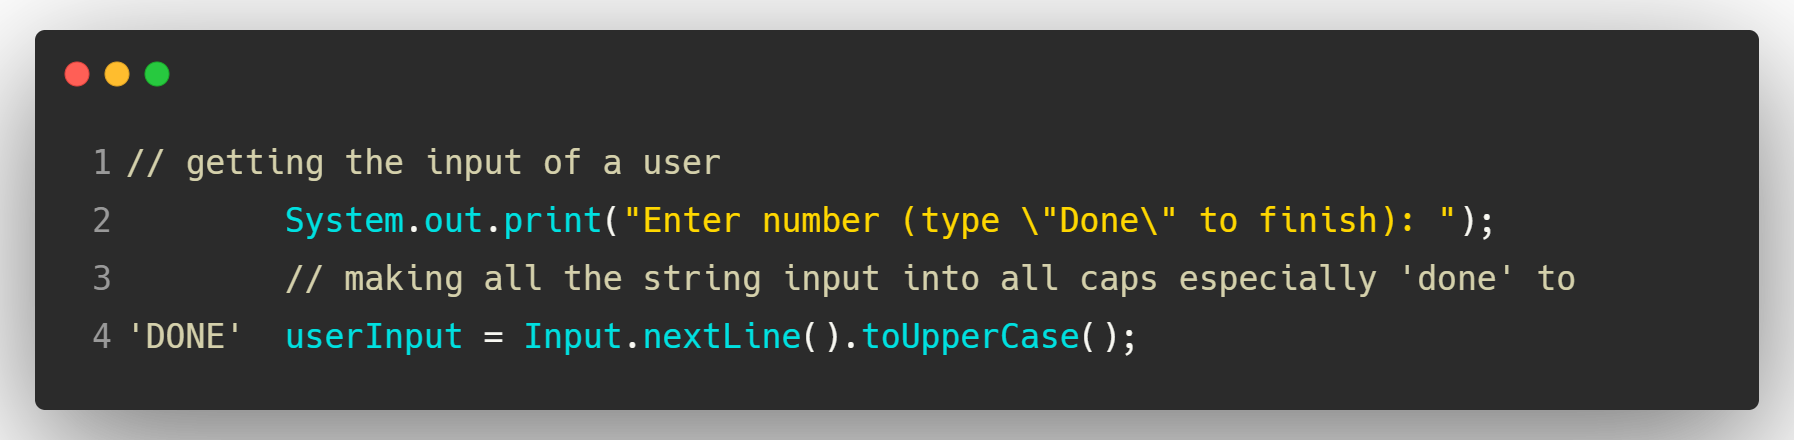 1 // getting the input of a user
2         System.out.print("Enter number (type \"Done\" to finish): ");
3         // making all the string input into all caps especially 'done' to
4 'DONE'  userInput = Input.nextLine().toUpperCase();